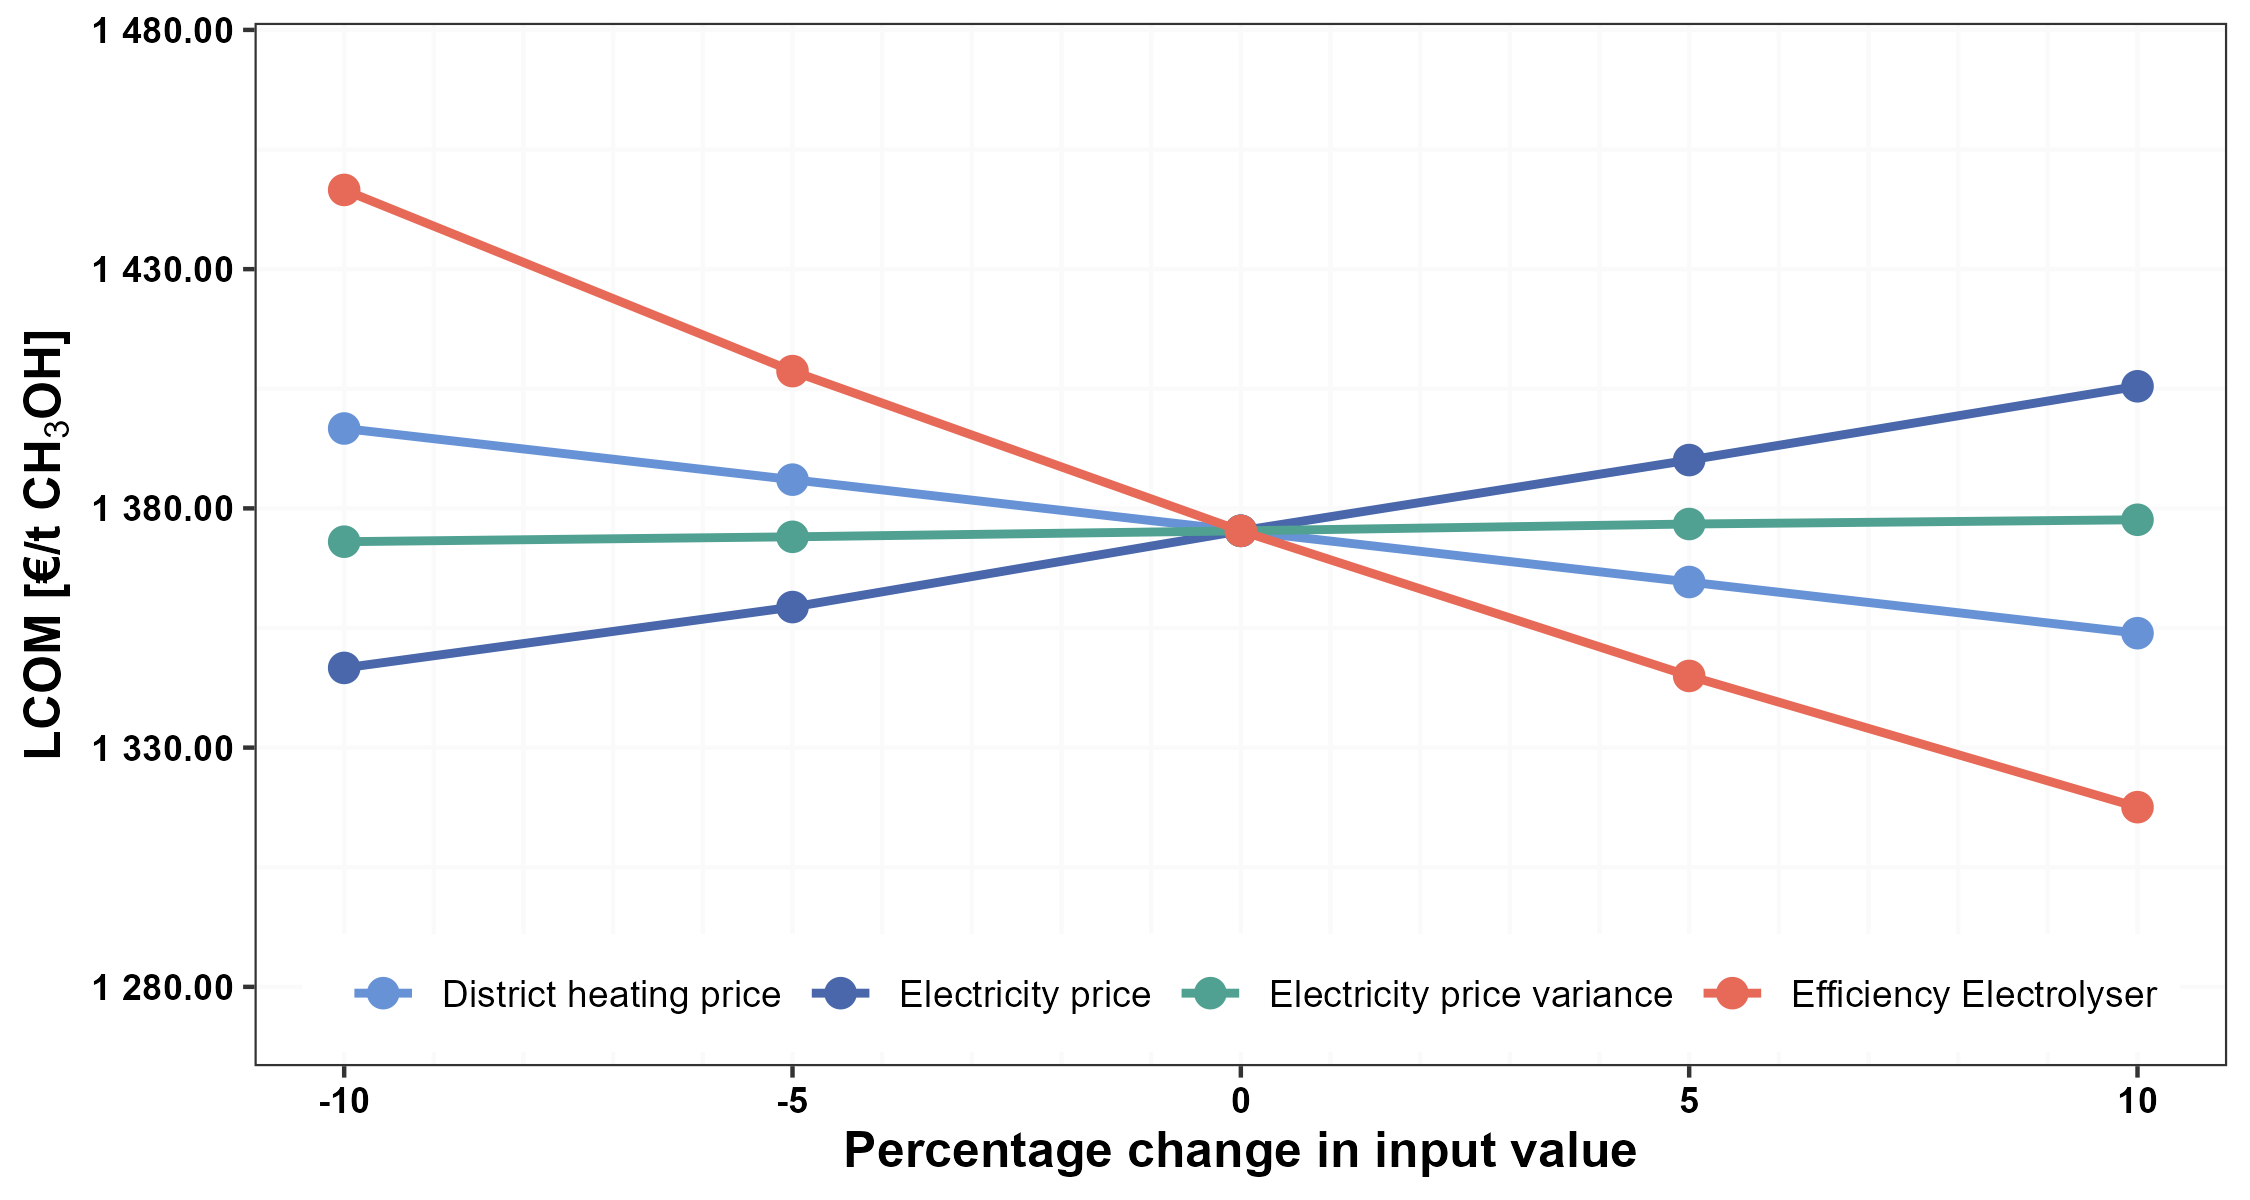 1 480.00
1 430.00
1 380.00
1 330.00
1 280.00
LCOM [€/t CH₃OH]
District heating price
Electricity price
Electricity price variance
Efficiency Electrolyser
-10 -5 0 5 10
Percentage change in input value